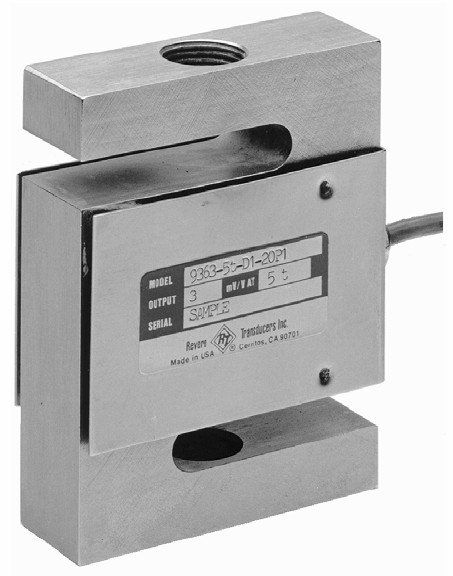 MODEL 9363-5t-D1-20P1
OUTPUT 3 mV/V AT 5 t
SERIAL SAMPLE
Revere RT Transducers Inc.
Made in USA ® Cerritos, CA 90701